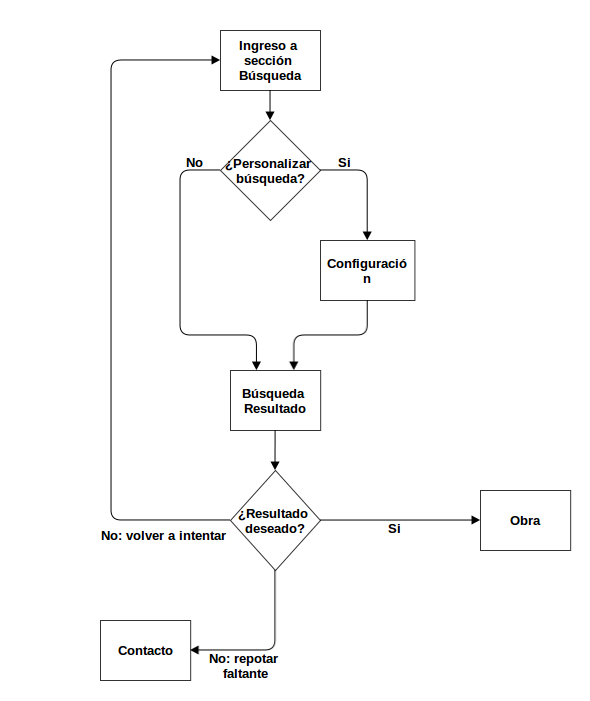 Ingreso a
sección
Búsqueda
¿Personalizar
búsqueda?
No
Si
Configuració
n
Búsqueda
Resultado
¿Resultado
deseado?
No: volver a intentar
Si
Obra
Contacto
No: repotar
faltante